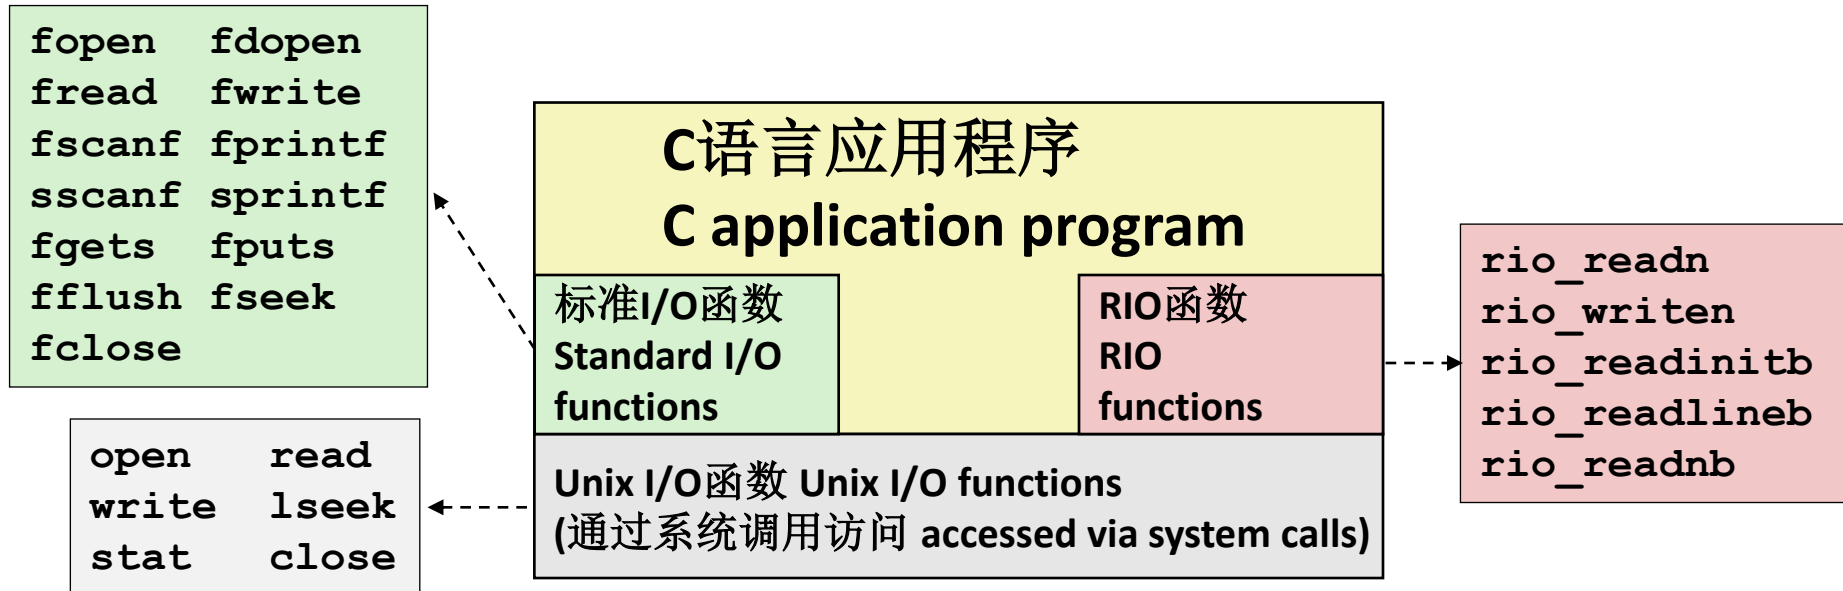 fopen fdopen
fread fwrite
fscanf fprintf
sscanf sprintf
fgets fputs
fflush fseek
fclose
C语言应用程序
C application program
标准I/O函数
Standard I/O
functions
RIO函数
RIO
functions
rio_readn
rio_writen
rio_readinitb
rio_readlineb
rio_readnb
open read
write lseek
stat close
Unix I/O函数 Unix I/O functions
(通过系统调用访问 accessed via system calls)